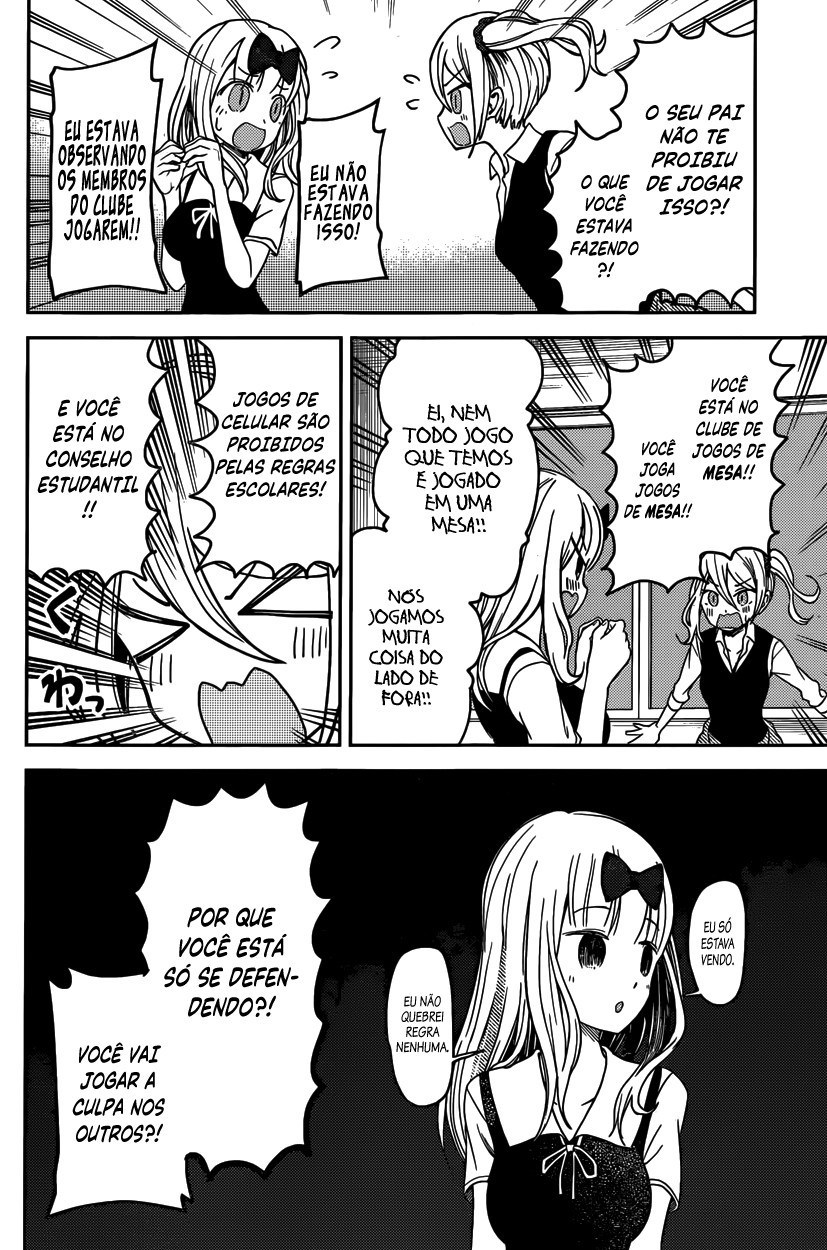 O SEU PAI
NÃO TE
PROIBIU
DE JOGAR
ISSO?!
O QUE
VOCÊ
ESTAVA
FAZENDO
?!
EU NÃO
ESTAVA
FAZENDO
ISSO!
EU ESTAVA
OBSERVANDO
OS MEMBROS
DO CLUBE
JOGAREM!!
VOCÊ
ESTÁ NO
CLUBE DE
JOGOS DE
MESA!!
VOCÊ
JOGA
JOGOS
DE MESA!!
EI, NEM
TODO JOGO
QUE TEMOS
É JOGADO
EM UMA
MESA!!
NÓS
JOGAMOS
MUITA
COISA DO
LADO DE
FORA!!
JOGOS DE
CELULAR SÃO
PROIBIDOS
PELAS REGRAS
ESCOLARES!
E VOCÊ
ESTÁ NO
CONSELHO
ESTUDANTIL
!!
くわっ
EU SÓ
ESTAVA
VENDO.
EU NÃO
QUEBREI
REGRA
NENHUMA.
POR QUE
VOCÊ ESTÁ
SÓ SE DEFEN-
DENDO?!
VOCÊ VAI
JOGAR A
CULPA NOS
OUTROS?!